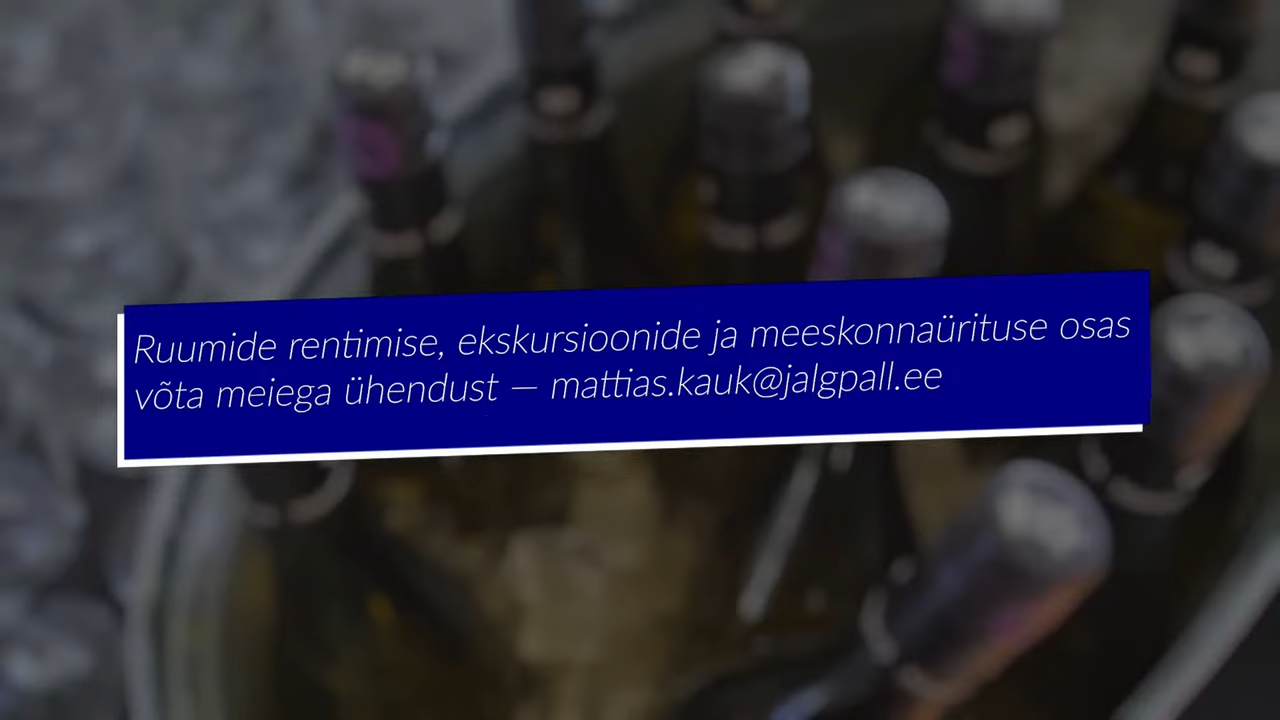 Ruumide rentimise, ekskursioonide ja meeskonnaürituse osas
võta meiega ühendust – mattias.kauk@jalgpall.ee